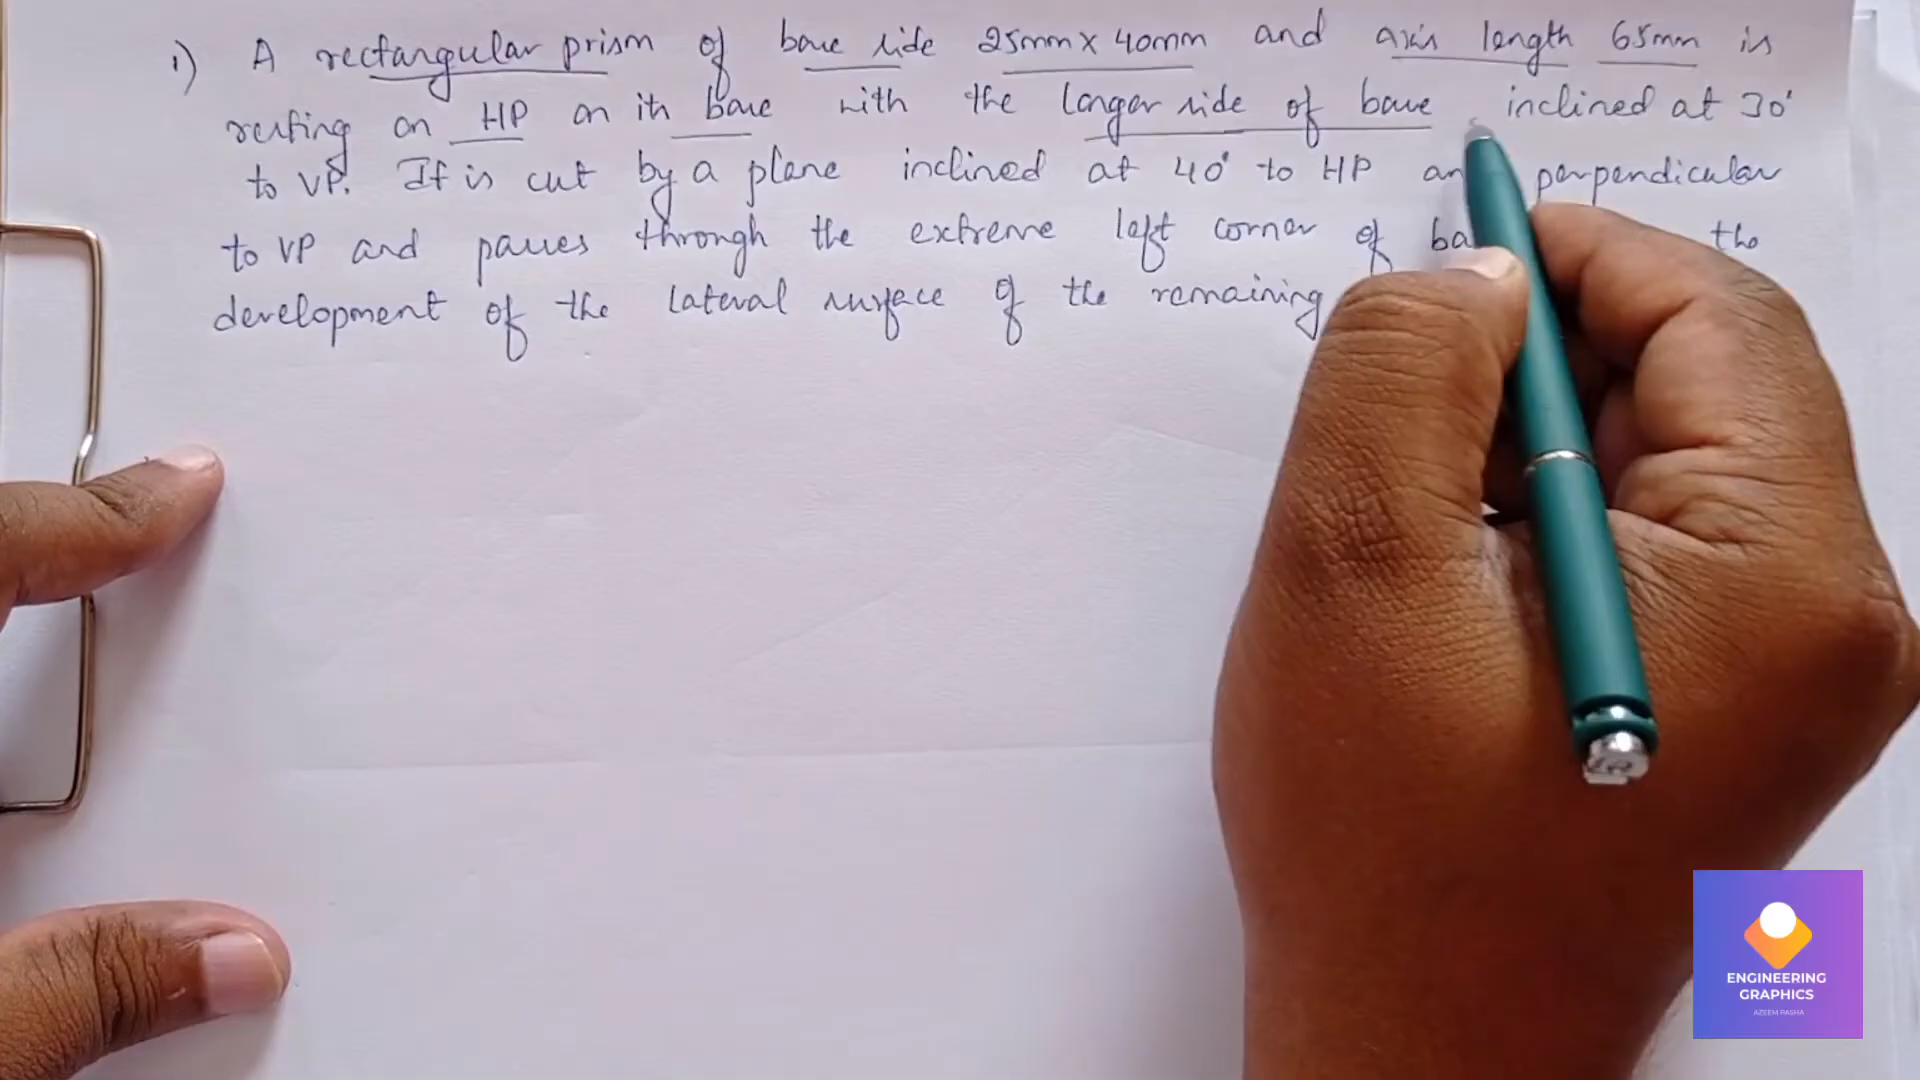 1) A rectangular prism of base side 25mm x 40mm and axis length 65mm is
resting on HP on its base with the longer side of base inclined at 30°
to VP. It is cut by a plane inclined at 40° to HP perpendicular
to VP and passes through the extreme left corner of the
development of the lateral surface of the remaining
ENGINEERING
GRAPHICS
AZEEM PASHA